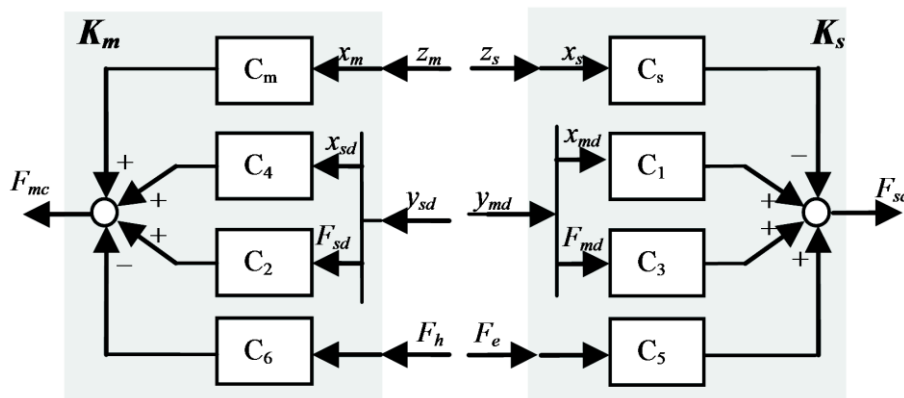 K_m K_s
C_m x_m z_m z_s x_s C_s
+ C_4 x_sd x_md C_1 −
F_mc + y_sd y_md + F_sc
+ C_2 F_sd F_md C_3 +
− +
C_6 F_h F_e C_5